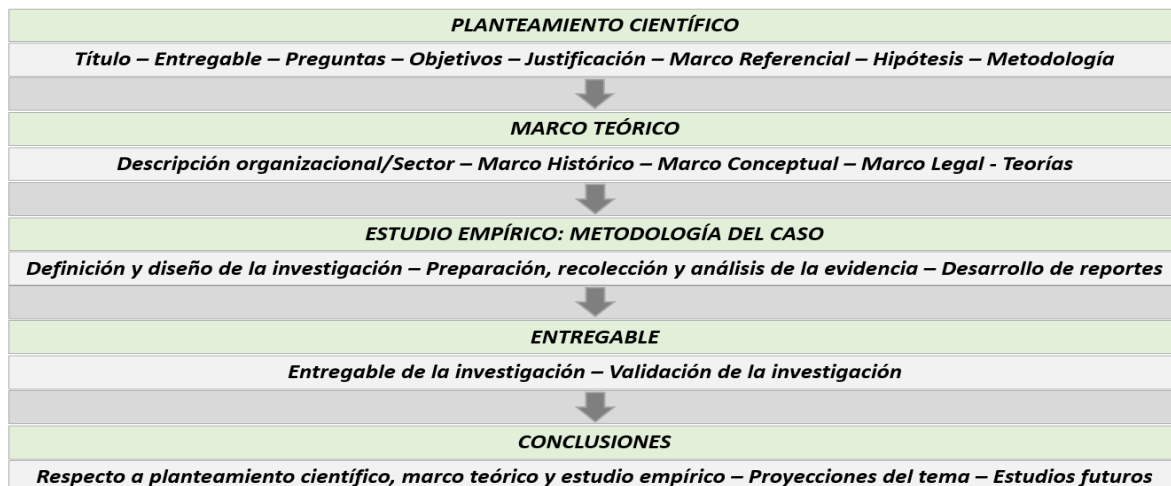 PLANTEAMIENTO CIENTÍFICO
Título – Entregable – Preguntas – Objetivos – Justificación – Marco Referencial – Hipótesis – Metodología
MARCO TEÓRICO
Descripción organizacional/Sector – Marco Histórico – Marco Conceptual – Marco Legal - Teorías
ESTUDIO EMPÍRICO: METODOLOGÍA DEL CASO
Definición y diseño de la investigación – Preparación, recolección y análisis de la evidencia – Desarrollo de reportes
ENTREGABLE
Entregable de la investigación – Validación de la investigación
CONCLUSIONES
Respecto a planteamiento científico, marco teórico y estudio empírico – Proyecciones del tema – Estudios futuros